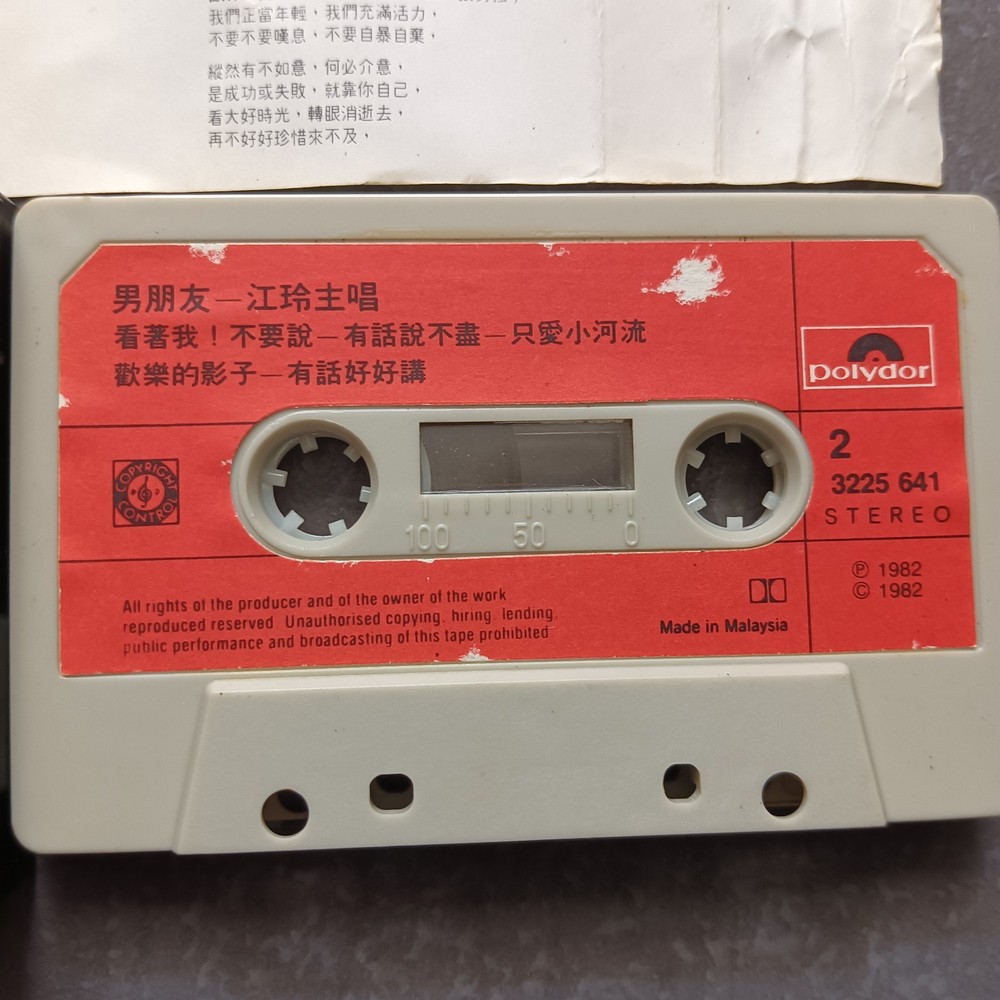 我們正當年輕，我們充滿活力，
不要不要嘆息，不要自暴自棄，
縱然有不如意，何必介意，
是成功或失敗，就靠你自己，
看大好時光，轉眼消逝去，
再不好好珍惜來不及，
男朋友—江玲主唱
看著我！不要說—有話說不盡—只愛小河流
歡樂的影子—有話好好講
polydor
COPYRIGHT CONTROL
2
3225 641
STEREO
100 50 0
℗ 1982
© 1982
All rights of the producer and of the owner of the work
reproduced reserved. Unauthorised copying, hiring, lending,
public performance and broadcasting of this tape prohibited
Made in Malaysia